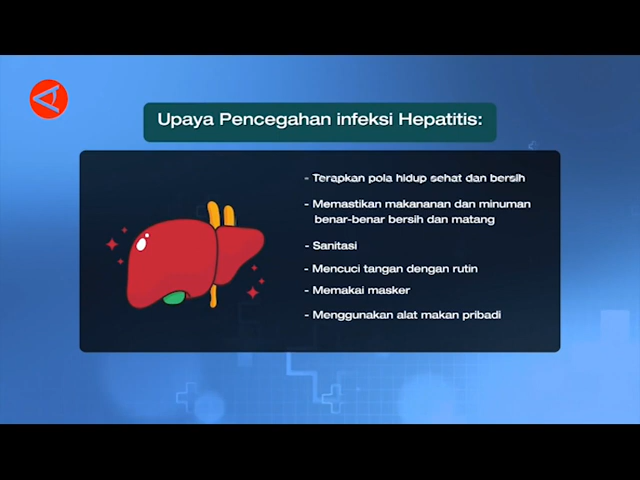 Upaya Pencegahan infeksi Hepatitis:
- Terapkan pola hidup sehat dan bersih
- Memastikan makananan dan minuman
benar-benar bersih dan matang
- Sanitasi
- Mencuci tangan dengan rutin
- Memakai masker
- Menggunakan alat makan pribadi